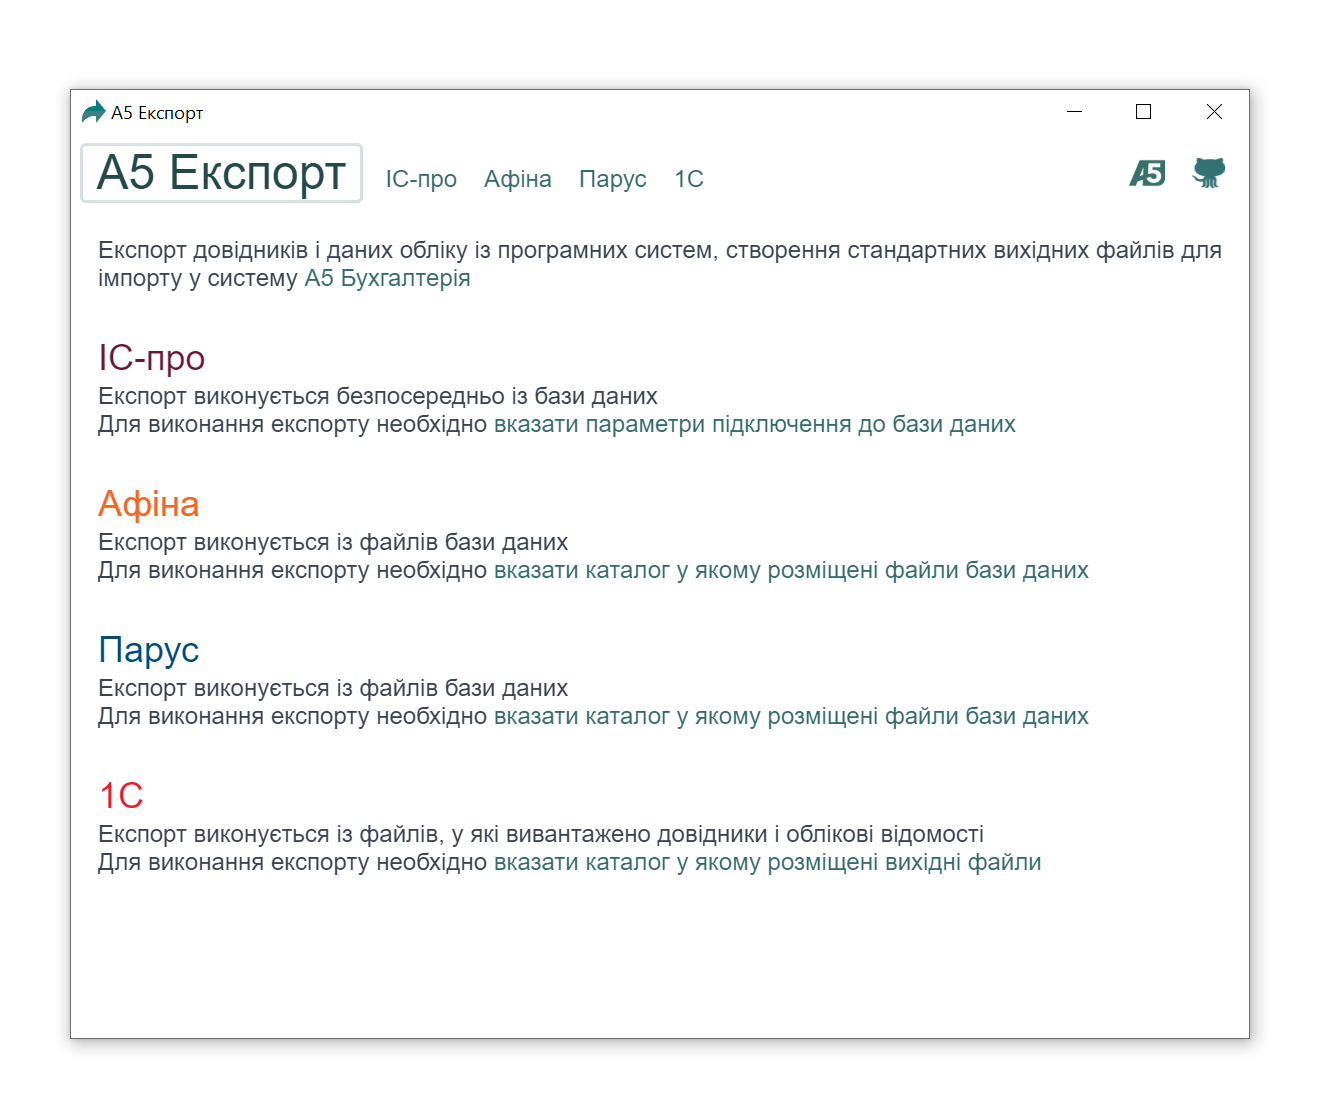 А5 Експорт
А5 Експорт
ІС-про Афіна Парус 1С
A5
Експорт довідників і даних обліку із програмних систем, створення стандартних вихідних файлів для
імпорту у систему А5 Бухгалтерія
ІС-про
Експорт виконується безпосередньо із бази даних
Для виконання експорту необхідно вказати параметри підключення до бази даних
Афіна
Експорт виконується із файлів бази даних
Для виконання експорту необхідно вказати каталог у якому розміщені файли бази даних
Парус
Експорт виконується із файлів бази даних
Для виконання експорту необхідно вказати каталог у якому розміщені файли бази даних
1С
Експорт виконується із файлів, у які вивантажено довідники і облікові відомості
Для виконання експорту необхідно вказати каталог у якому розміщені вихідні файли